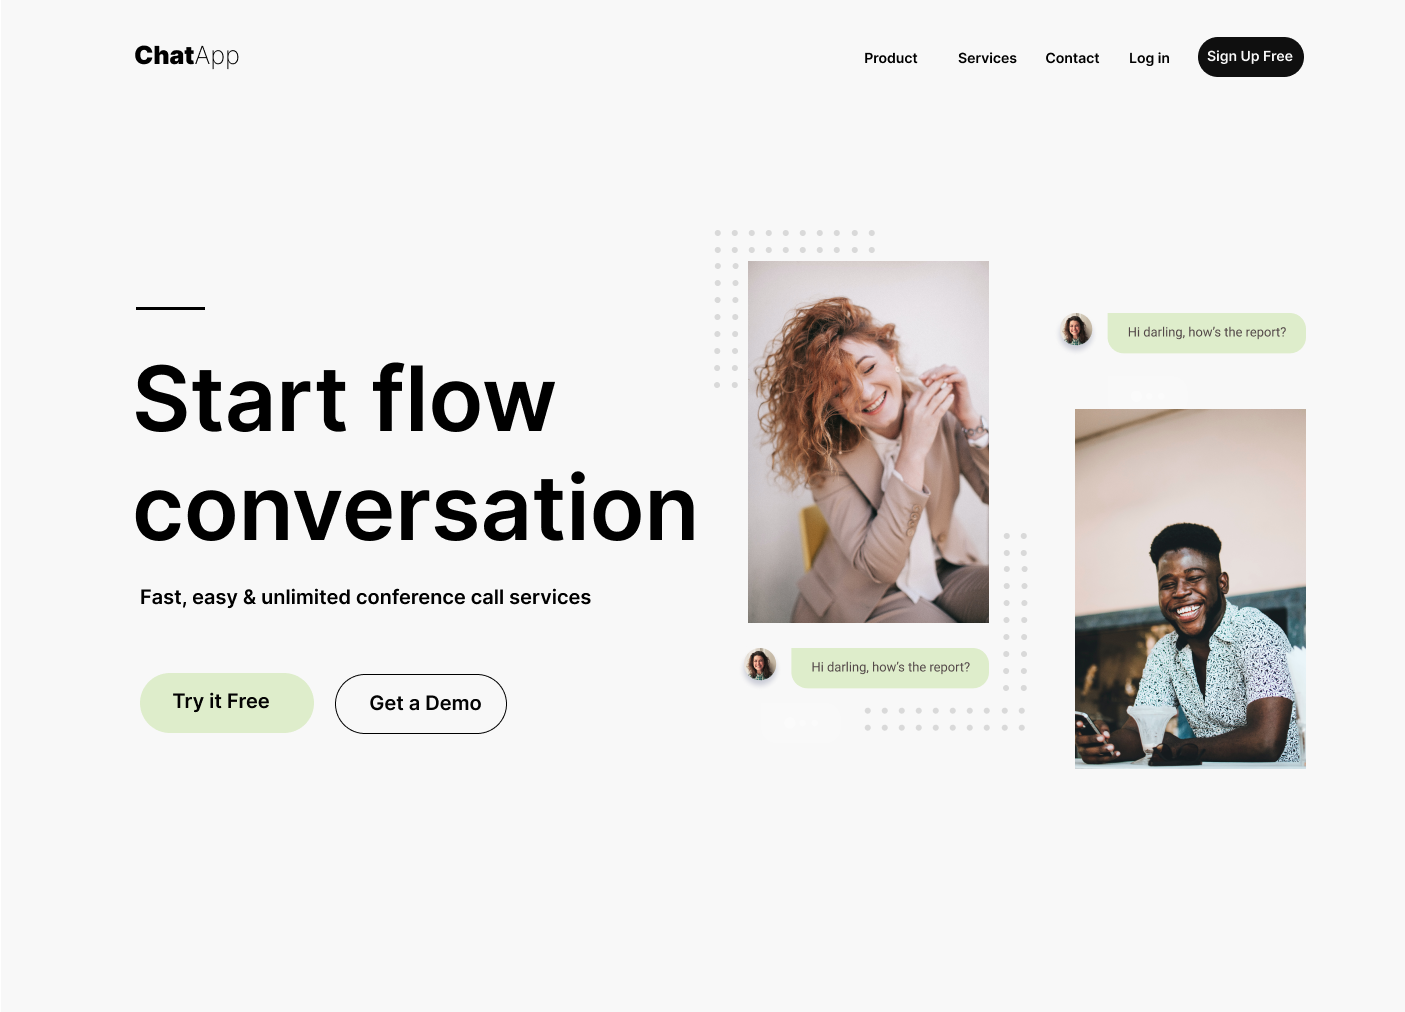 ChatApp
Product Services Contact Log in Sign Up Free
Start flow
conversation
Fast, easy & unlimited conference call services
Try it Free Get a Demo
Hi darling, how's the report?
Hi darling, how's the report?